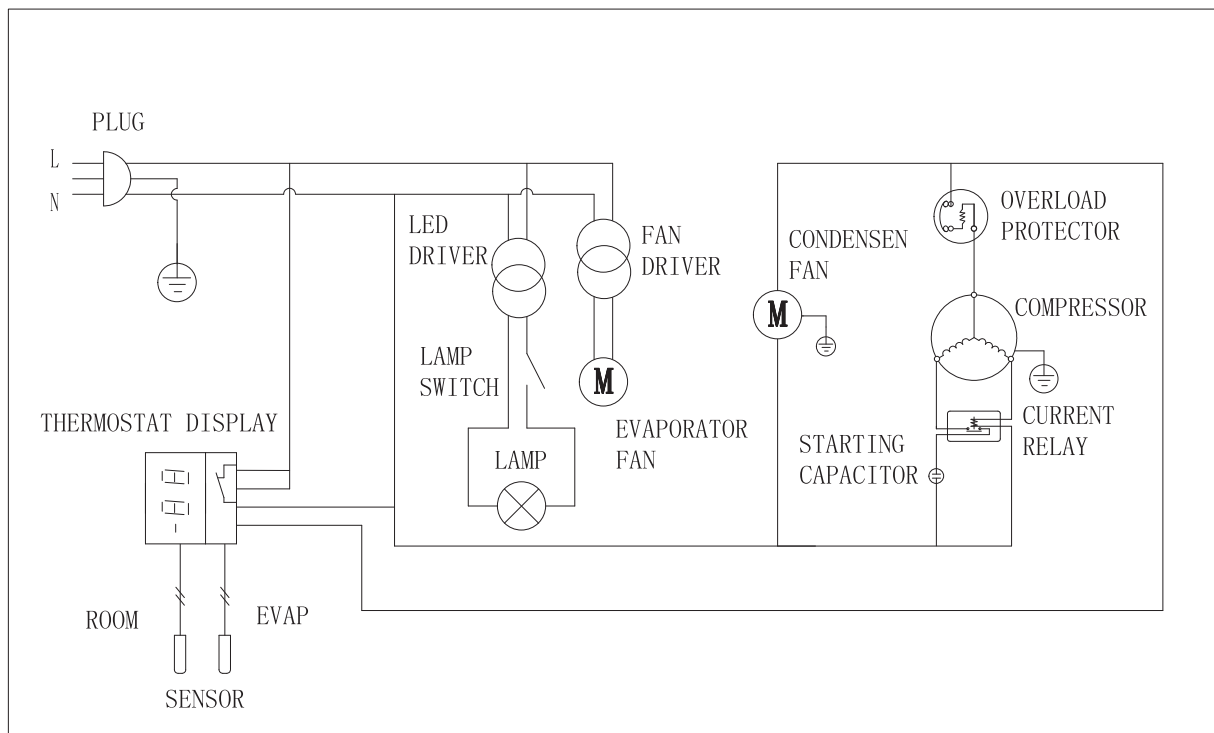 PLUG
L
N
LED
DRIVER
FAN
DRIVER
CONDENSEN
FAN
OVERLOAD
PROTECTOR
M
COMPRESSOR
LAMP
SWITCH
M
THERMOSTAT DISPLAY
EVAPORATOR
FAN
CURRENT
RELAY
STARTING
CAPACITOR
LAMP
ROOM
EVAP
SENSOR